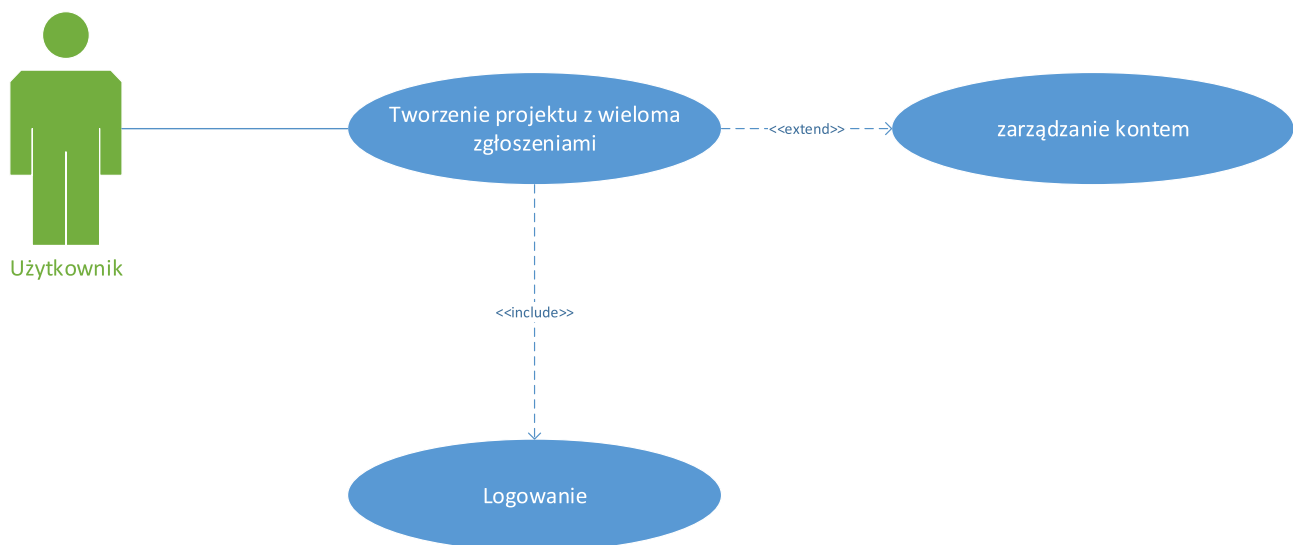 Tworzenie projektu z wieloma
zgłoszeniami
<<extend>>
zarządzanie kontem
Użytkownik
<<include>>
Logowanie